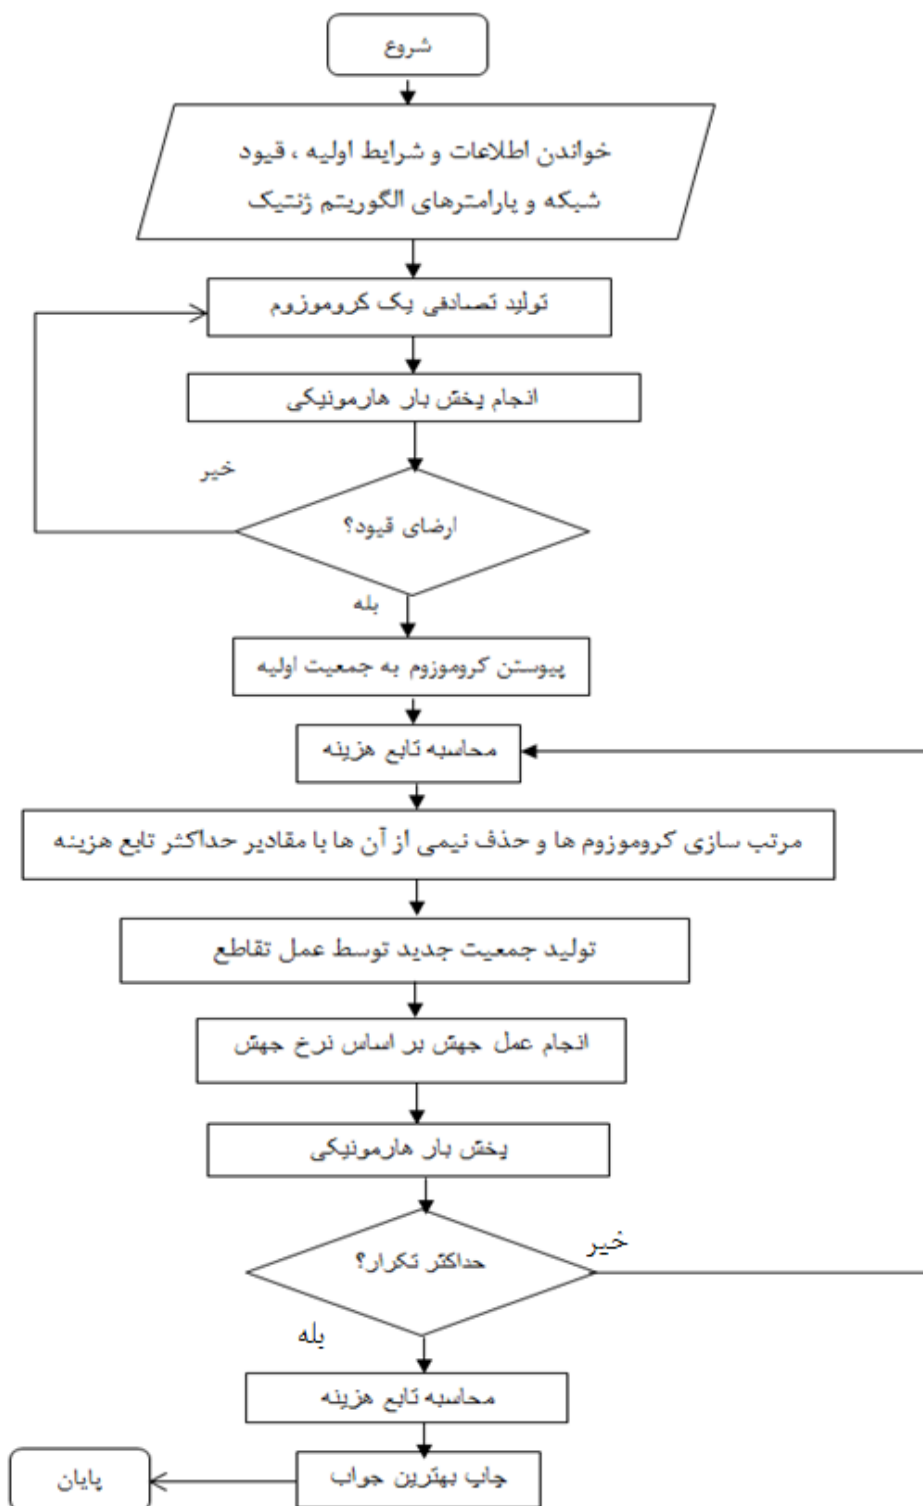 شروع
خواندن اطلاعات و شرایط اولیه ، قیود
شبکه و پارامترهای الگوریتم ژنتیک
تولید تصادفی یک کروموزوم
انجام پخش بار هارمونیکی
خیر
ارضای قیود؟
بله
پیوستن کروموزوم به جمعیت اولیه
محاسبه تابع هزینه
مرتب سازی کروموزوم ها و حذف نیمی از آن ها با مقادیر حداکثر تابع هزینه
تولید جمعیت جدید توسط عمل تقاطع
انجام عمل جهش بر اساس نرخ جهش
پخش بار هارمونیکی
خیر
حداکثر تکرار؟
بله
محاسبه تابع هزینه
چاپ بهترین جواب
پایان